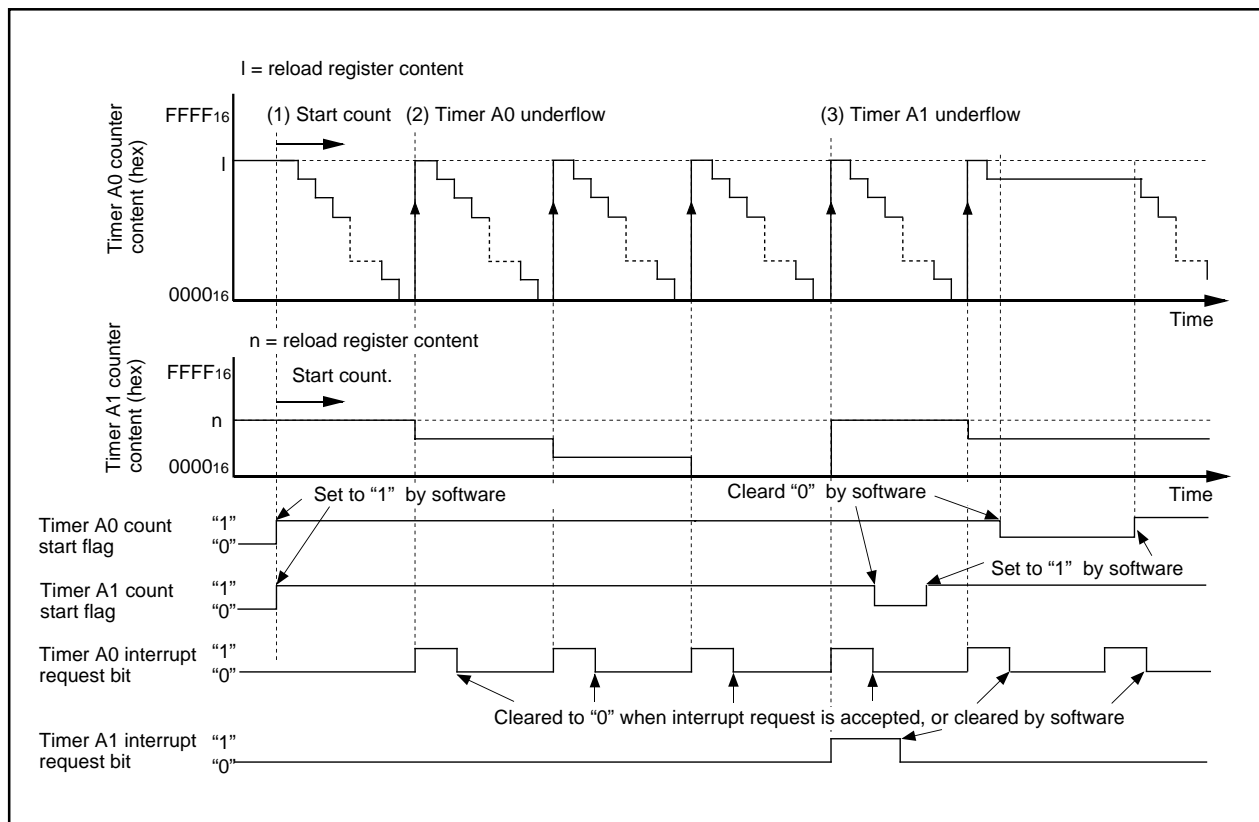 l = reload register content
FFFF16
(1) Start count
(2) Timer A0 underflow
(3) Timer A1 underflow
Timer A0 counter
content (hex)
l
000016
Time
n = reload register content
FFFF16
Start count.
Timer A1 counter
content (hex)
n
000016
Time
Set to “1” by software
Cleard “0” by software
Timer A0 count
start flag
“1”
“0”
Timer A1 count
start flag
“1”
“0”
Set to “1” by software
Timer A0 interrupt
request bit
“1”
“0”
Cleared to “0” when interrupt request is accepted, or cleared by software
Timer A1 interrupt
request bit
“1”
“0”